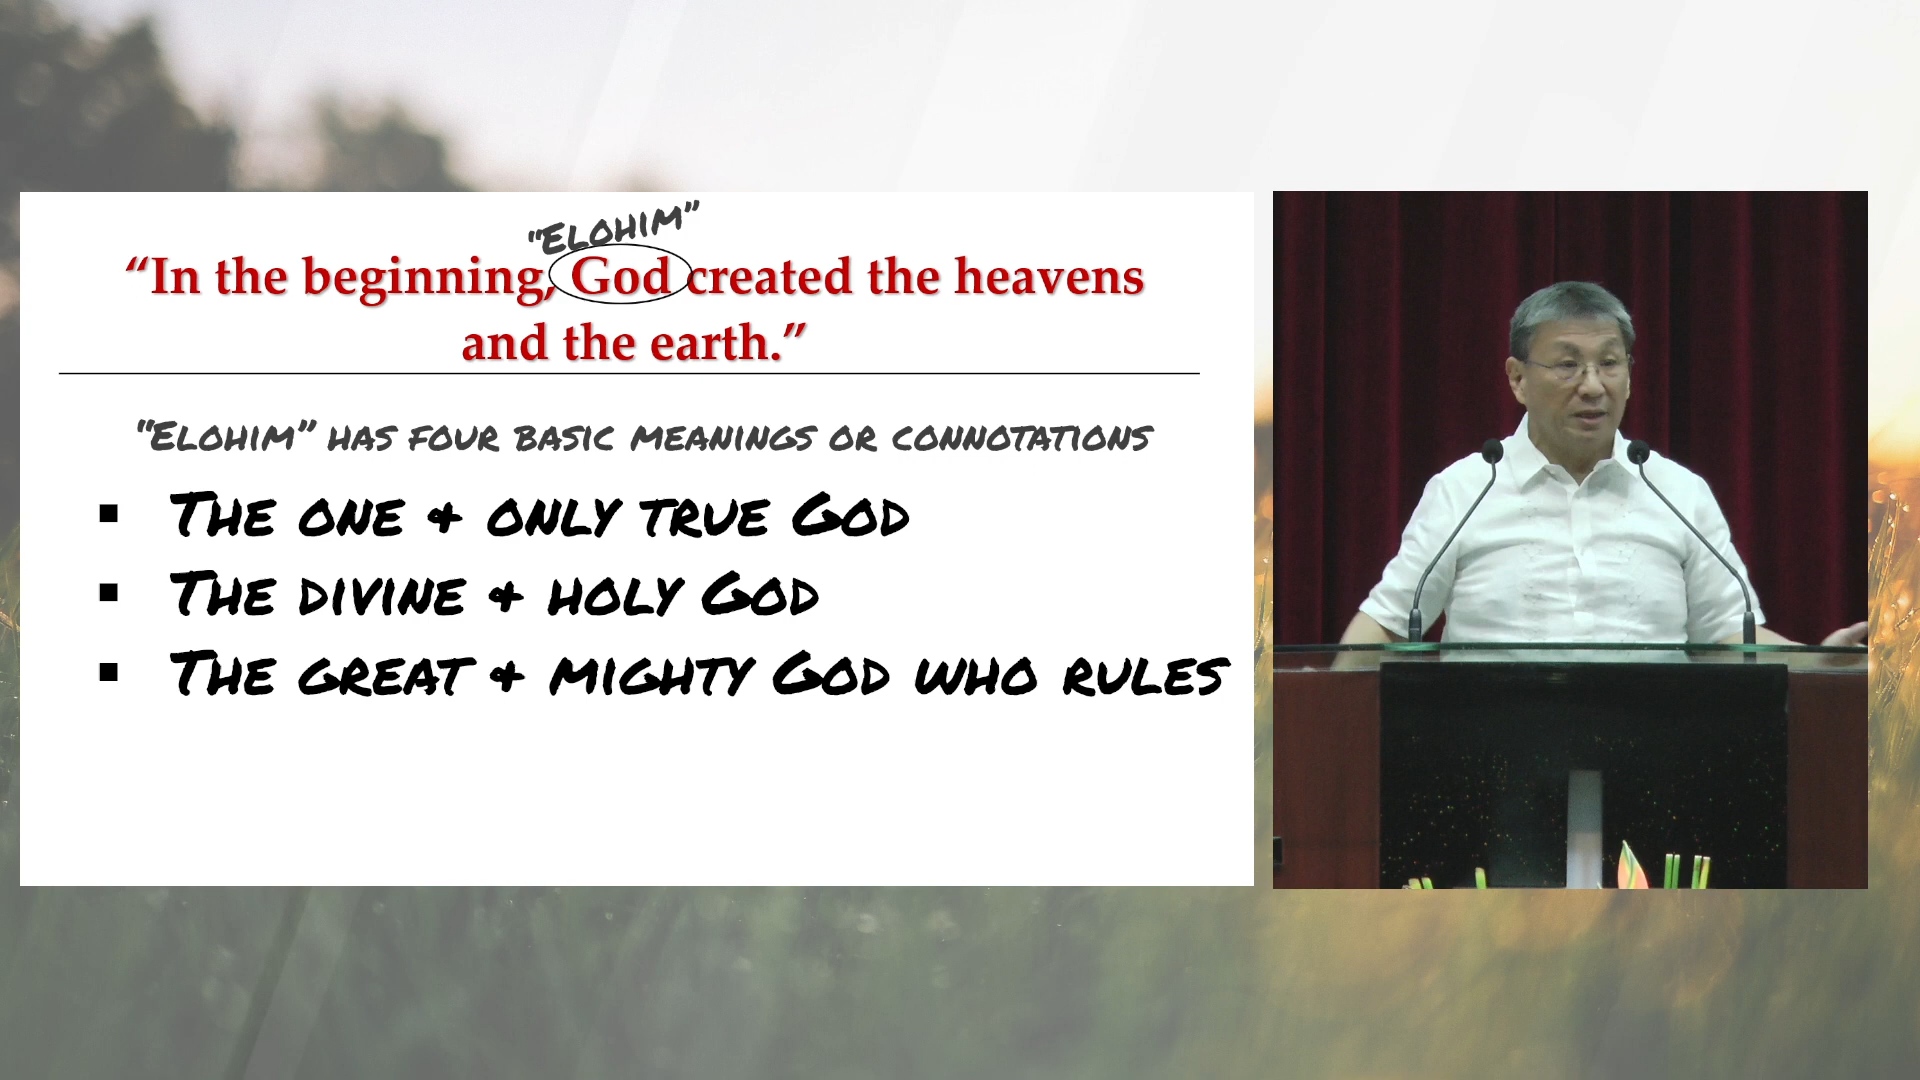 “Elohim”
“In the beginning, God created the heavens
and the earth.”
“Elohim” has four basic meanings or connotations
▪ The one & only true God
▪ The divine & holy God
▪ The great & mighty God who rules